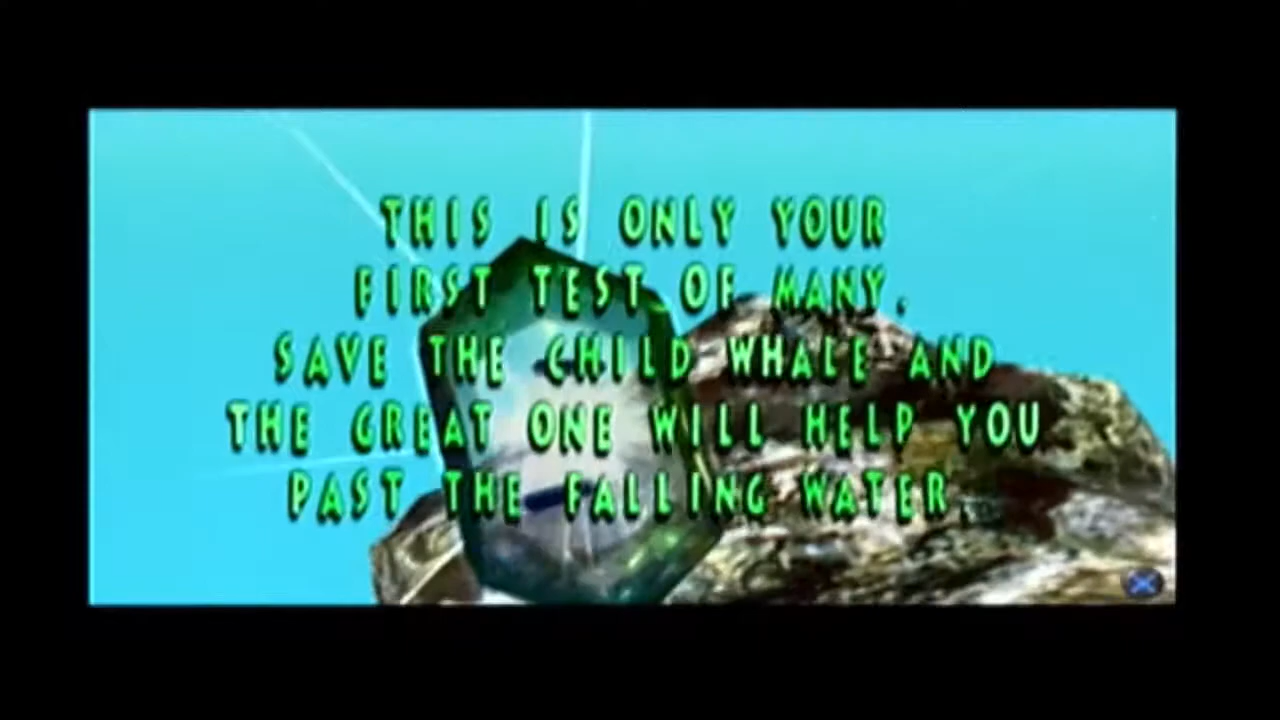 THIS IS ONLY YOUR
FIRST TEST OF MANY.
SAVE THE CHILD WHALE AND
THE GREAT ONE WILL HELP YOU
PAST THE FALLING WATER.